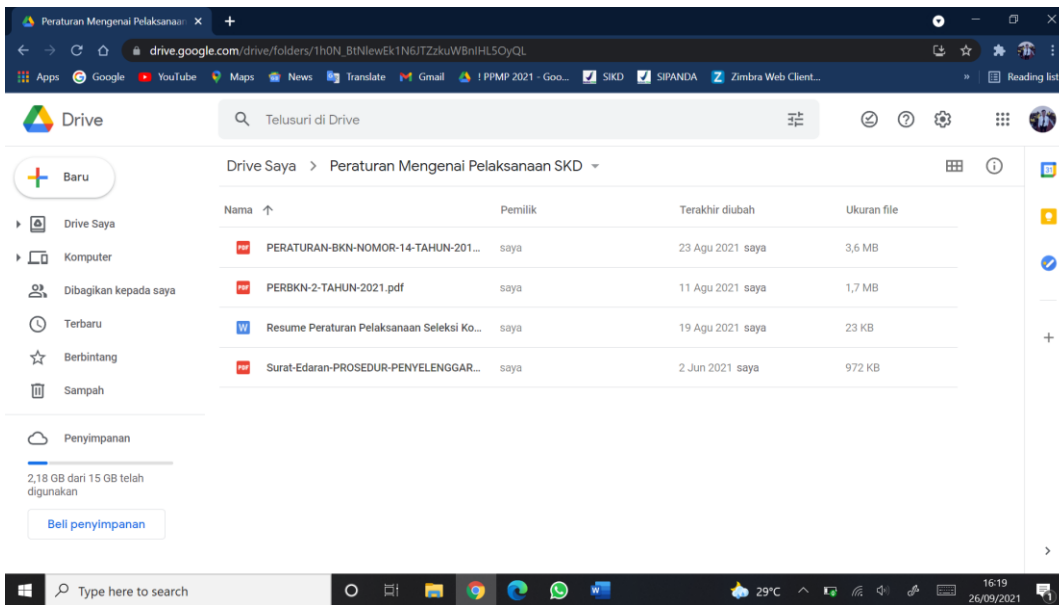 Peraturan Mengenai Pelaksanaan
drive.google.com/drive/folders/1h0N_BtNlewEk1N6JTZzkuWBnIHL5OyQL
Apps Google YouTube Maps News Translate Gmail ! PPMP 2021 - Goo... SIKD SIPANDA Zimbra Web Client... » Reading list
Drive
Telusuri di Drive
Baru
Drive Saya > Peraturan Mengenai Pelaksanaan SKD
Drive Saya
Komputer
Dibagikan kepada saya
Terbaru
Berbintang
Sampah
Penyimpanan
2,18 GB dari 15 GB telah
digunakan
Beli penyimpanan
Nama Pemilik Terakhir diubah Ukuran file
PDF PERATURAN-BKN-NOMOR-14-TAHUN-201... saya 23 Agu 2021 saya 3,6 MB
PDF PERBKN-2-TAHUN-2021.pdf saya 11 Agu 2021 saya 1,7 MB
W Resume Peraturan Pelaksanaan Seleksi Ko... saya 19 Agu 2021 saya 23 KB
PDF Surat-Edaran-PROSEDUR-PENYELENGGAR... saya 2 Jun 2021 saya 972 KB
31
Type here to search
29°C
16:19
26/09/2021
1